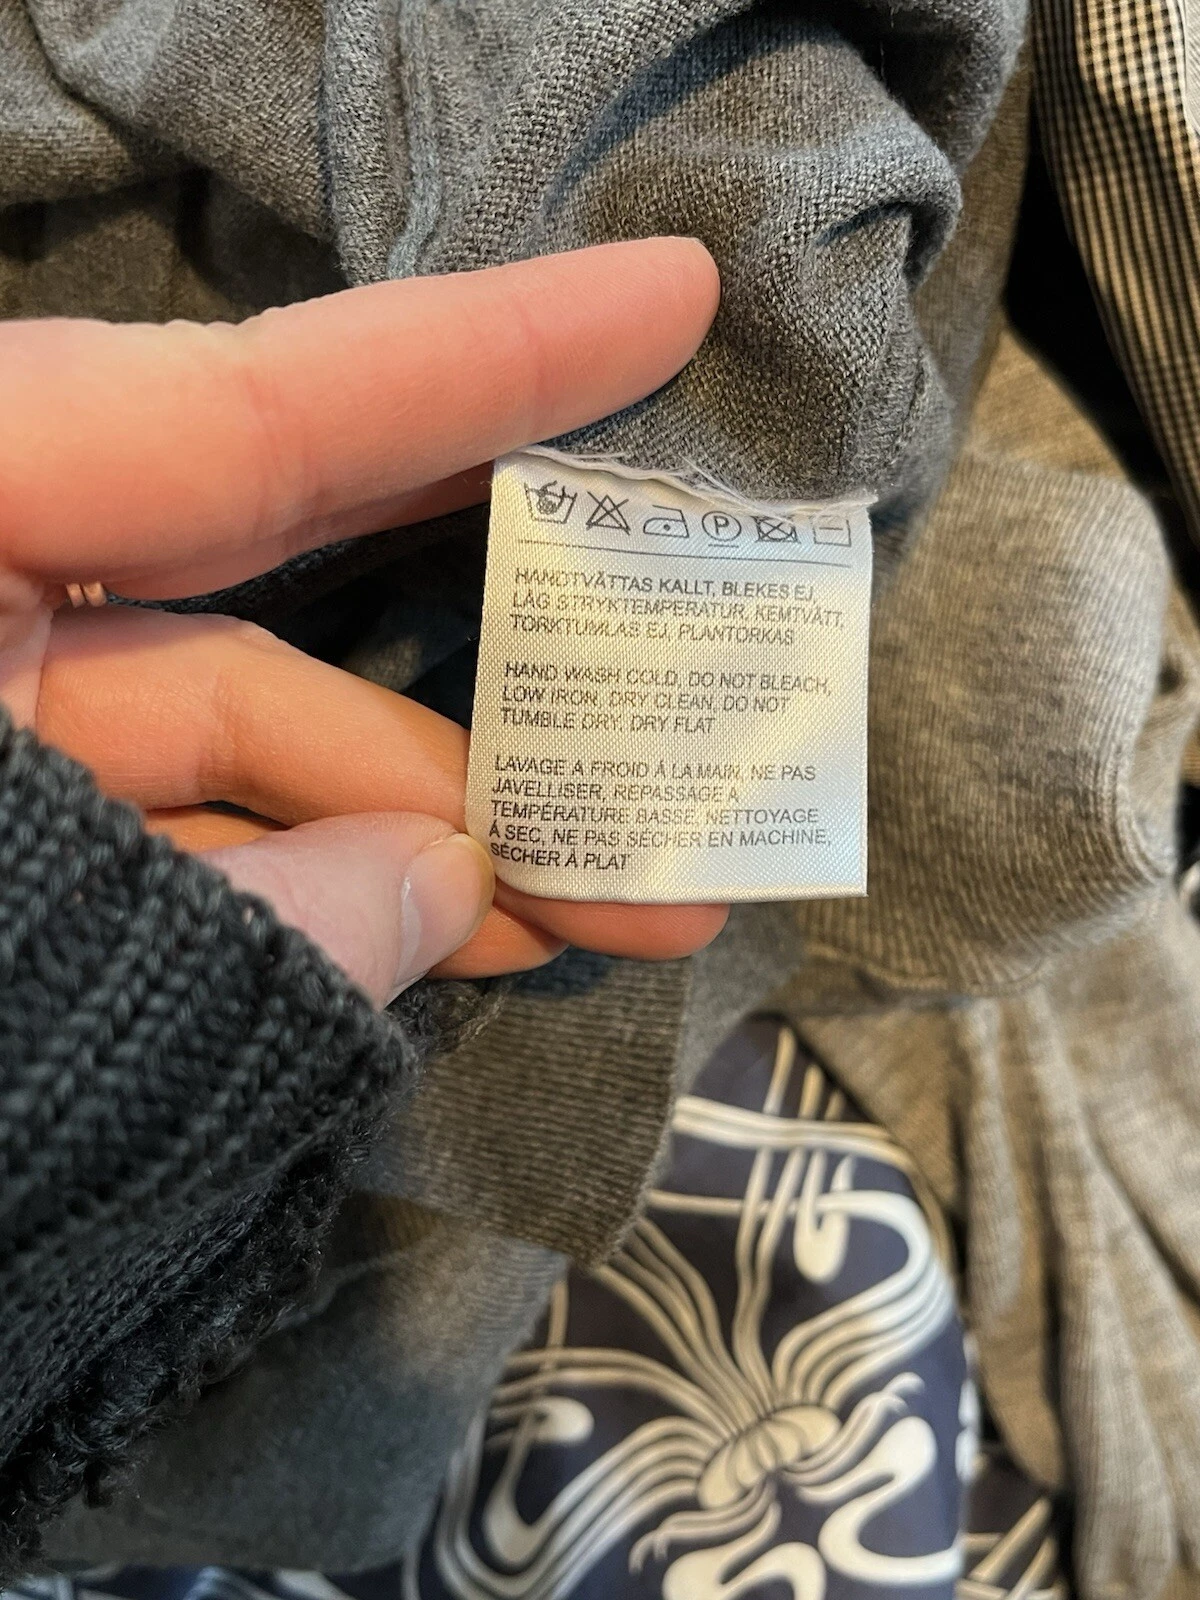 P
HANDTVÄTTAS KALLT, BLEKES EJ
LÅG STRYKTEMPERATUR, KEMTVÄTT,
TORKTUMLAS EJ, PLANTORKAS
HAND WASH COLD, DO NOT BLEACH,
LOW IRON, DRY CLEAN, DO NOT
TUMBLE DRY, DRY FLAT
LAVAGE A FROID À LA MAIN, NE PAS
JAVELLISER, REPASSAGE A
TEMPÉRATURE BASSE, NETTOYAGE
À SEC, NE PAS SÉCHER EN MACHINE,
SÉCHER À PLAT